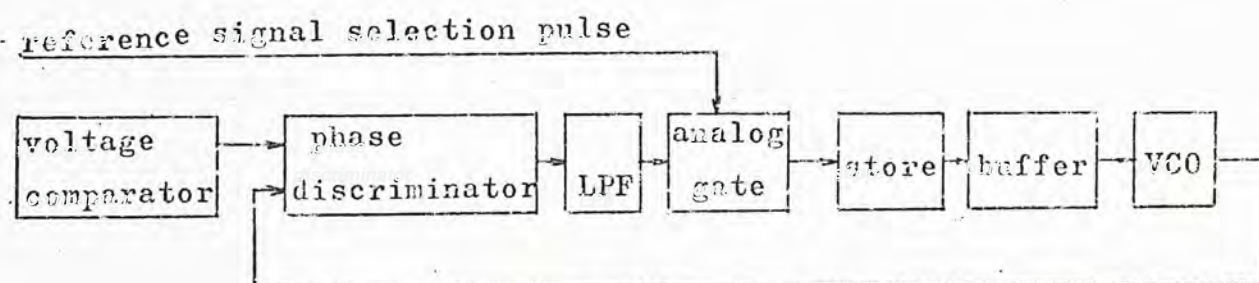 reference signal selection pulse
voltage
comparator
phase
discriminator
LPF
analog
gate
store
buffer
VCO